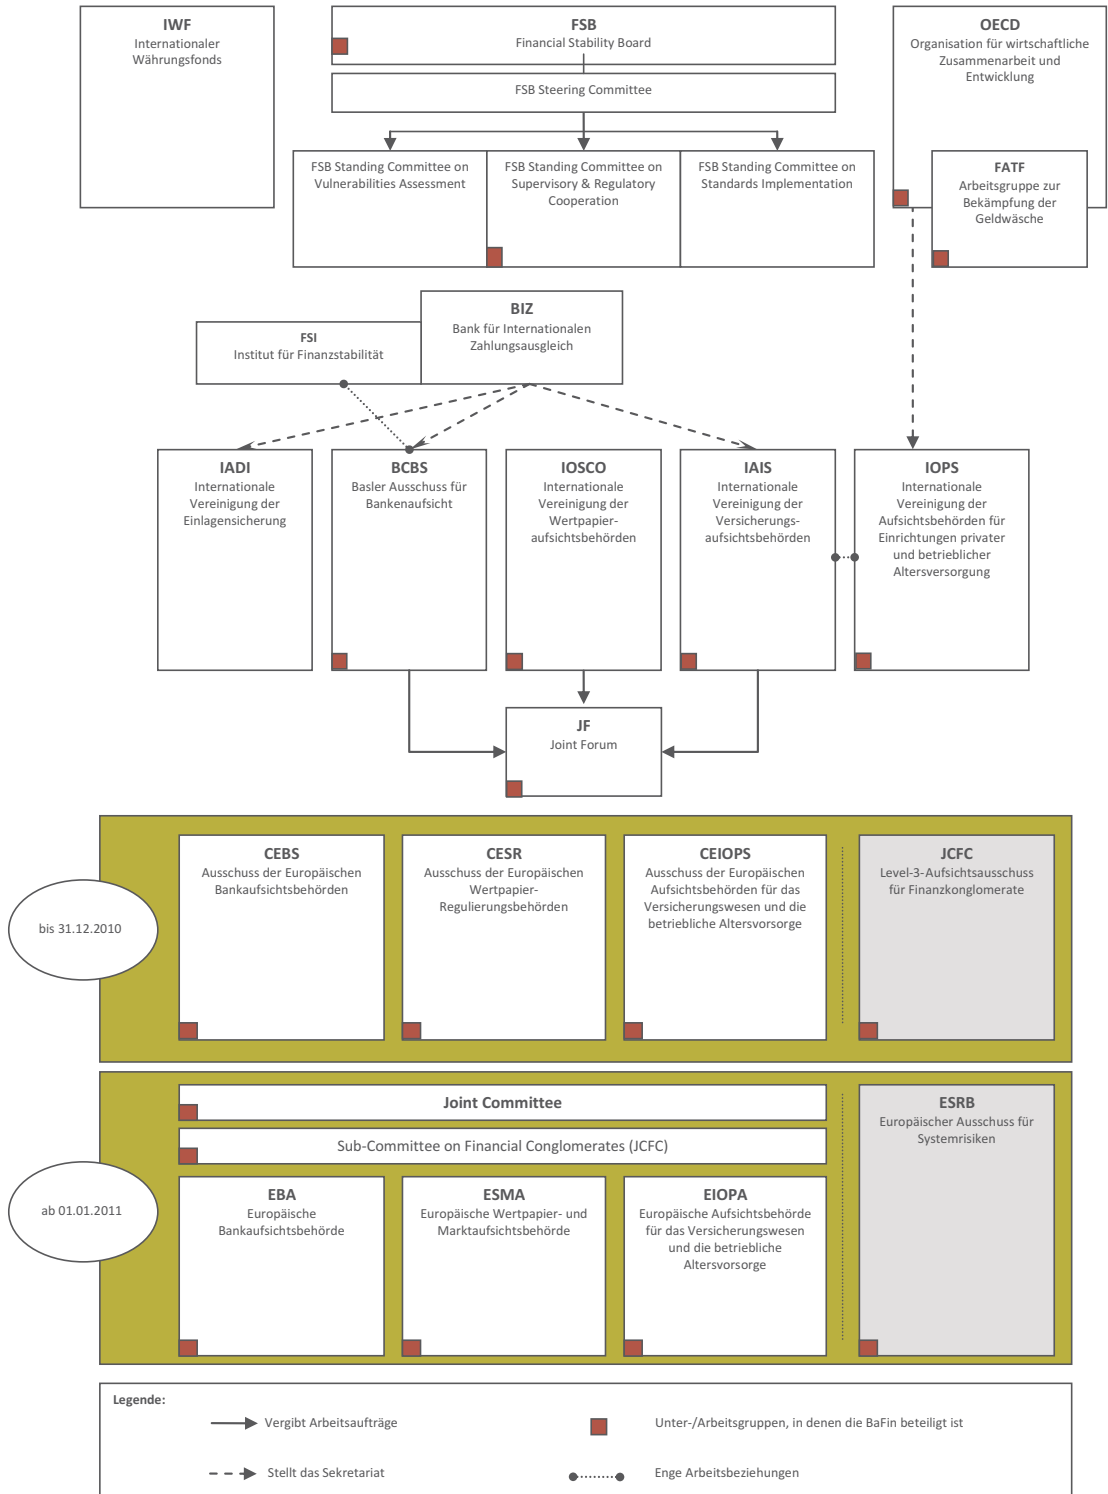 IWF
Internationaler
Währungsfonds
FSB
Financial Stability Board
FSB Steering Committee
OECD
Organisation für wirtschaftliche
Zusammenarbeit und
Entwicklung
FSB Standing Committee on
Vulnerabilities Assessment
FSB Standing Committee on
Supervisory & Regulatory
Cooperation
FSB Standing Committee on
Standards Implementation
FATF
Arbeitsgruppe zur
Bekämpfung der
Geldwäsche
FSI
Institut für Finanzstabilität
BIZ
Bank für Internationalen
Zahlungsausgleich
IADI
Internationale
Vereinigung der
Einlagensicherung
BCBS
Basler Ausschuss für
Bankenaufsicht
IOSCO
Internationale
Vereinigung der
Wertpapier-
aufsichtsbehörden
IAIS
Internationale
Vereinigung der
Versicherungs-
aufsichtsbehörden
IOPS
Internationale
Vereinigung der
Aufsichtsbehörden für
Einrichtungen privater
und betrieblicher
Altersversorgung
JF
Joint Forum
bis 31.12.2010
CEBS
Ausschuss der Europäischen
Bankaufsichtsbehörden
CESR
Ausschuss der Europäischen
Wertpapier-
Regulierungsbehörden
CEIOPS
Ausschuss der Europäischen
Aufsichtsbehörden für das
Versicherungswesen und die
betriebliche Altersvorsorge
JCFC
Level-3-Aufsichtsausschuss
für Finanzkonglomerate
ab 01.01.2011
Joint Committee
Sub-Committee on Financial Conglomerates (JCFC)
EBA
Europäische
Bankaufsichtsbehörde
ESMA
Europäische Wertpapier- und
Marktaufsichtsbehörde
EIOPA
Europäische Aufsichtsbehörde
für das Versicherungswesen
und die betriebliche
Altersvorsorge
ESRB
Europäischer Ausschuss für
Systemrisiken
Legende:
Vergibt Arbeitsaufträge
Unter-/Arbeitsgruppen, in denen die BaFin beteiligt ist
Stellt das Sekretariat
Enge Arbeitsbeziehungen